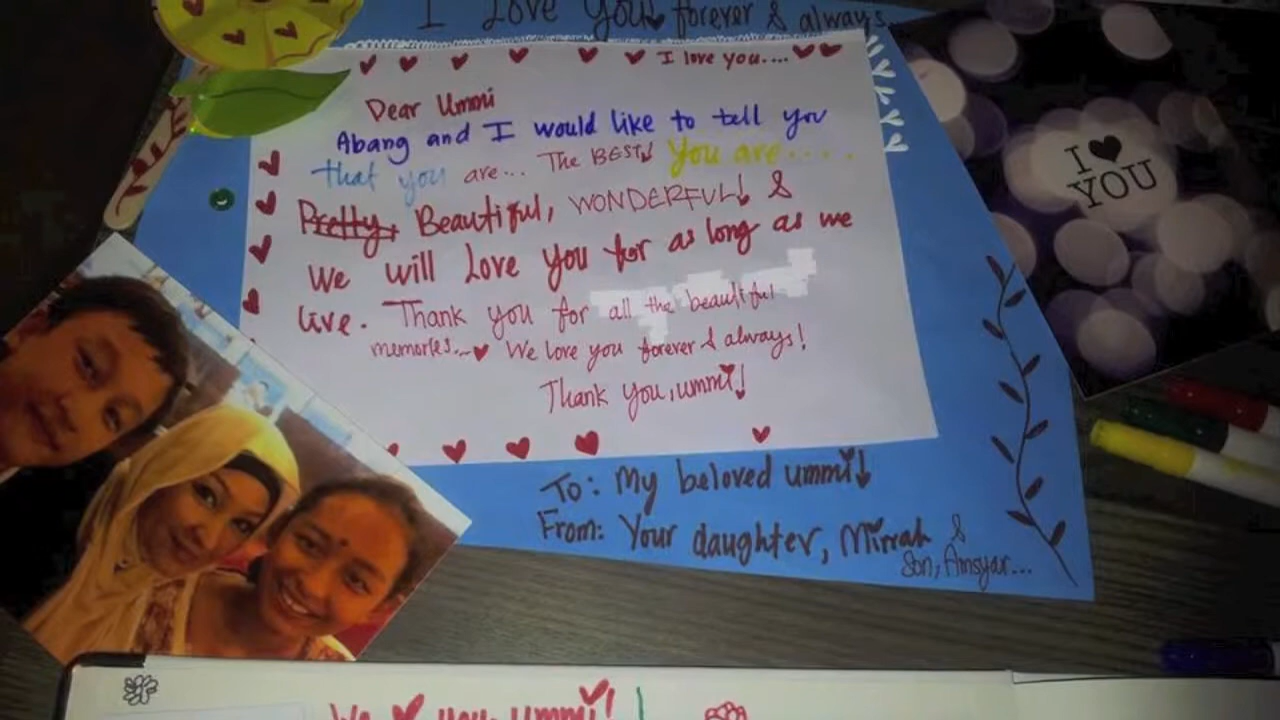 I Love You forever & always
I love you....
Dear Ummi
Abang and I would like to tell you
that you are... The BEST! You are.....
Pretty, Beautiful, WONDERFUL! &
We will Love you for as long as we
live. Thank you for all the beautiful
memories... We love you forever & always!
Thank you, ummi!
To: My beloved ummi!
From: Your daughter, Mirrah &
Son, Amsyar...
I ♥
YOU
We ♥ you, ummi!